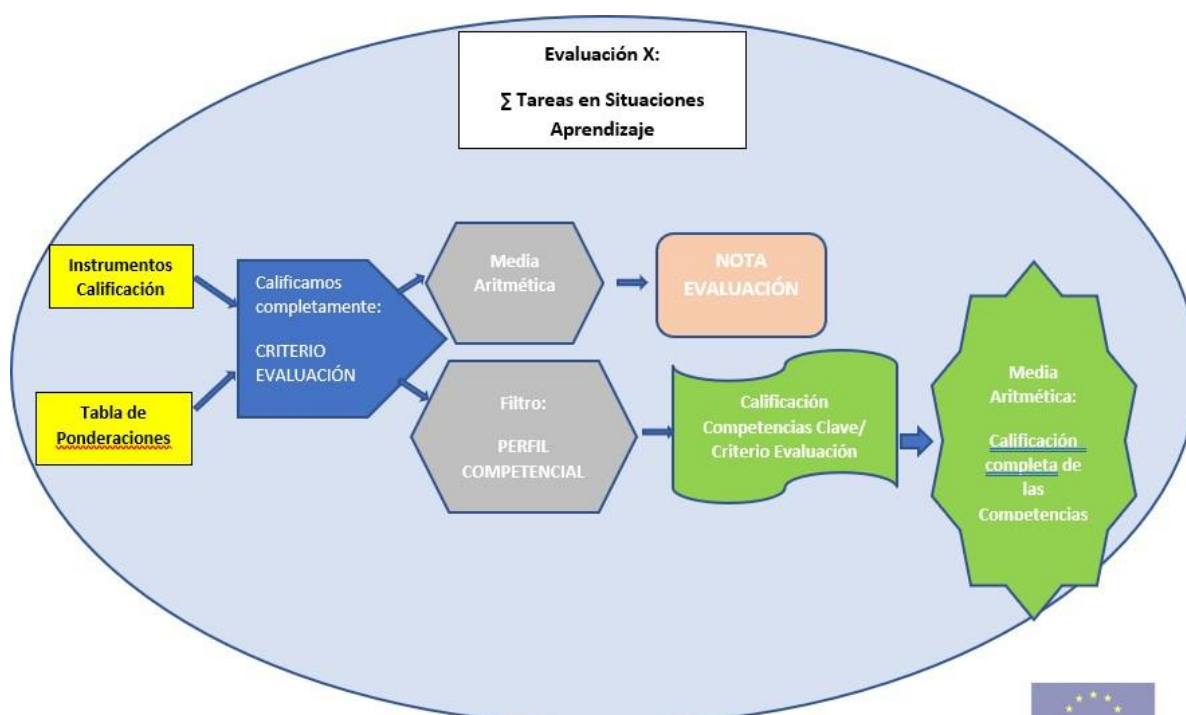 Evaluación X:
∑ Tareas en Situaciones
Aprendizaje
Instrumentos
Calificación
Tabla de
Ponderaciones
Calificamos
completamente:
CRITERIO
EVALUACIÓN
Media
Aritmética
NOTA
EVALUACIÓN
Filtro:
PERFIL
COMPETENCIAL
Calificación
Competencias Clave/
Criterio Evaluación
Media
Aritmética:
Calificación
completa de
las
Competencias